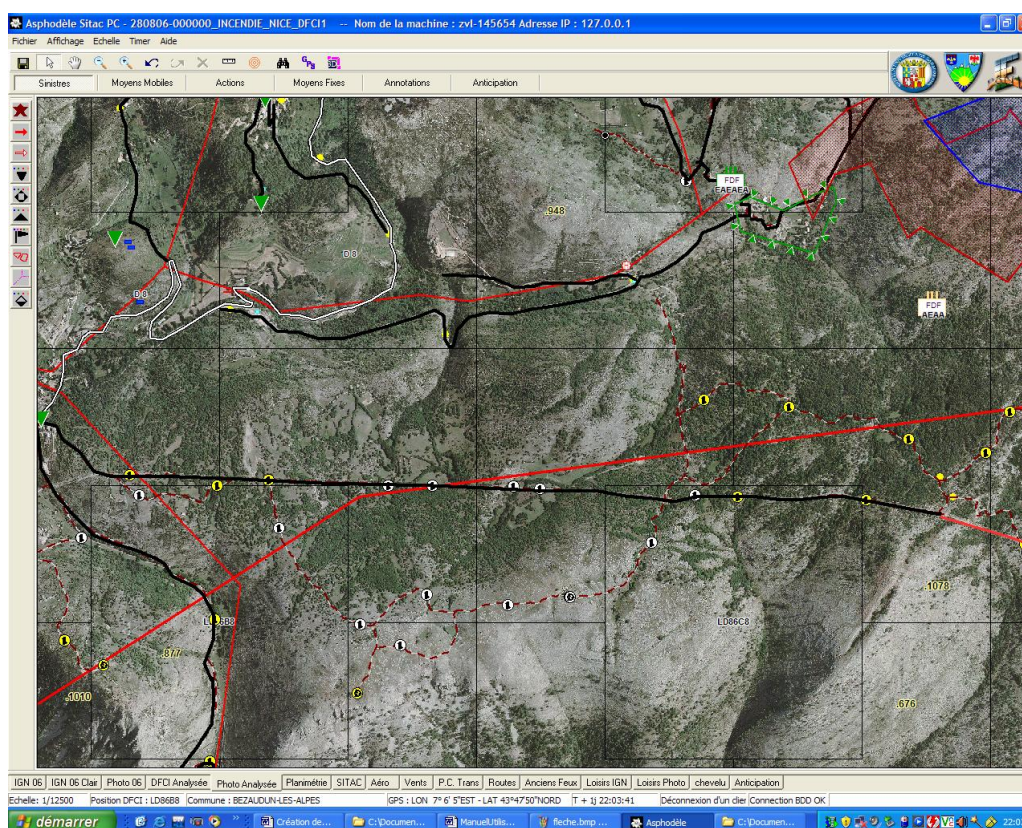 Asphodèle Sitac PC - 280806-000000_INCENDIE_NICE_DFCI1 -- Nom de la machine : zvl-145654 Adresse IP : 127.0.0.1
Fichier Affichage Echelle Timer Aide
Sinistres Moyens Mobiles Actions Moyens Fixes Annotations Anticipation
FDF
EAEAEA
.948
D 8
D 8
FDF
AEAA
.1078
LD86B8
LD86C8
.877
.1010
.676
IGN 06 IGN 06 Clair Photo 06 DFCI Analysée Photo Analysée Planimétrie SITAC Aéro Vents P.C. Trans Routes Anciens Feux Loisirs IGN Loisirs Photo chevelu Anticipation
Echelle: 1/12500 Position DFCI : LD86B8 Commune : BEZAUDUN-LES-ALPES GPS : LON 7º 6' 5"EST - LAT 43º47'50"NORD T + 1j 22:03:41 Déconnexion d'un clier Connection BDD OK
démarrer Création de... C:\Documen... ManuelUtilis... fleche.bmp ... Asphodèle C:\Documen...